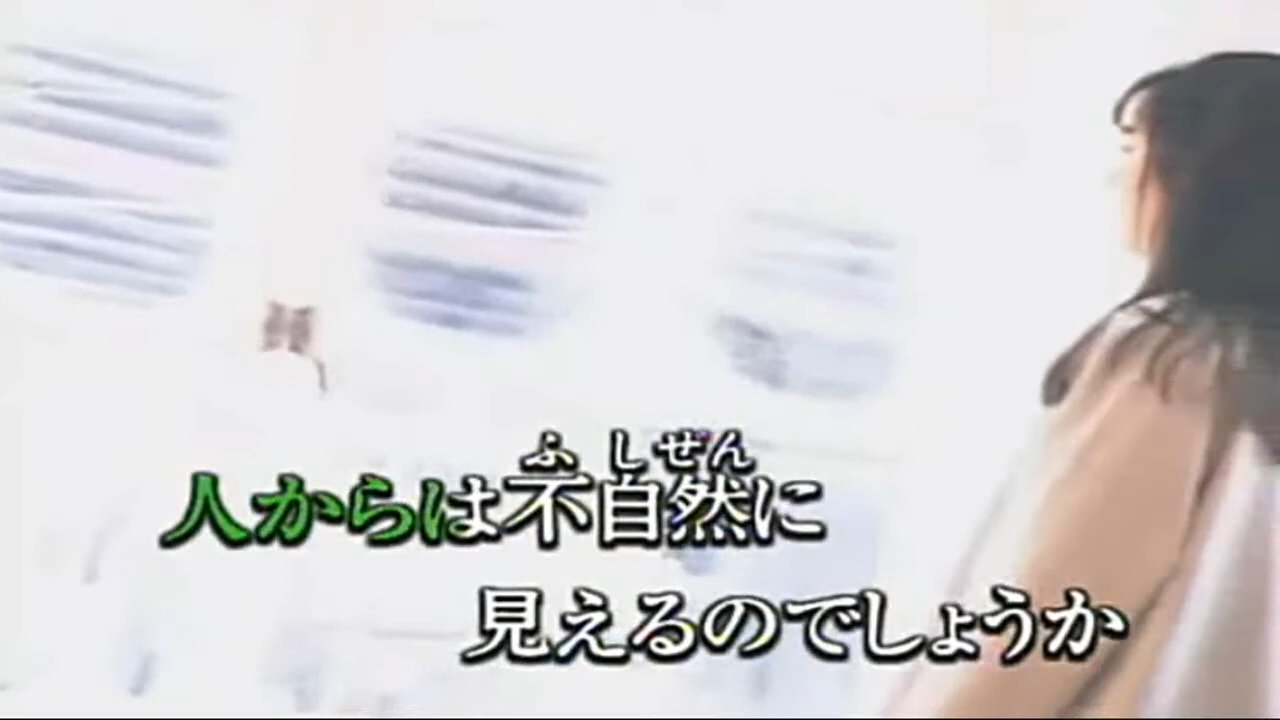 ふしぜん
人からは不自然に
見えるのでしょうか